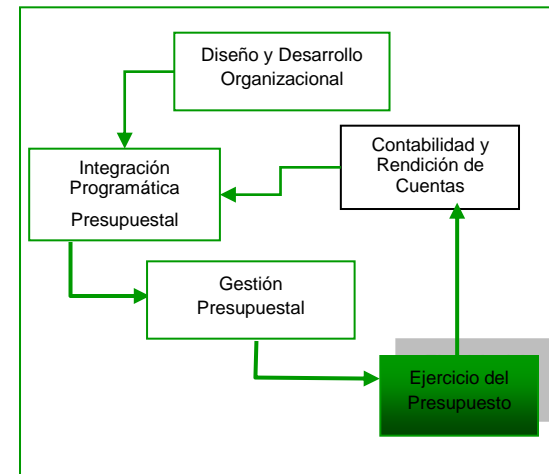 Diseño y Desarrollo
Organizacional
Contabilidad y
Rendición de
Cuentas
Integración
Programática
Presupuestal
Gestión
Presupuestal
Ejercicio del
Presupuesto